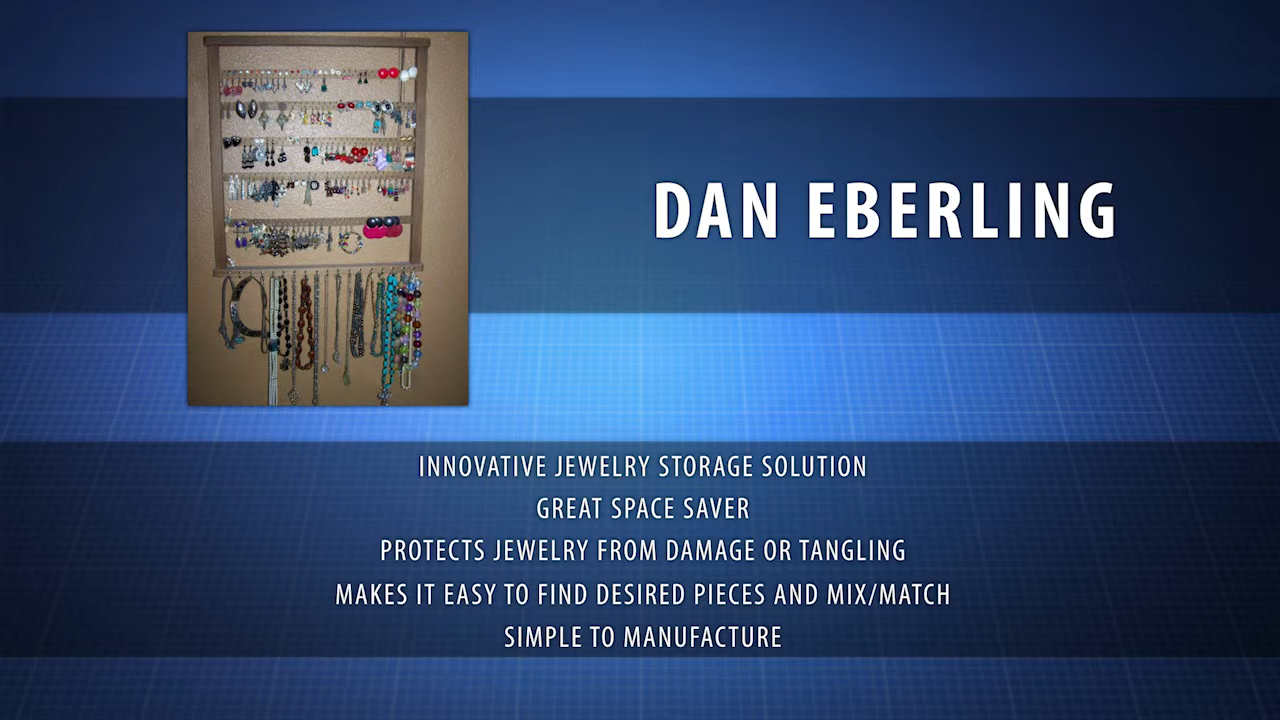 DAN EBERLING
INNOVATIVE JEWELRY STORAGE SOLUTION
GREAT SPACE SAVER
PROTECTS JEWELRY FROM DAMAGE OR TANGLING
MAKES IT EASY TO FIND DESIRED PIECES AND MIX/MATCH
SIMPLE TO MANUFACTURE